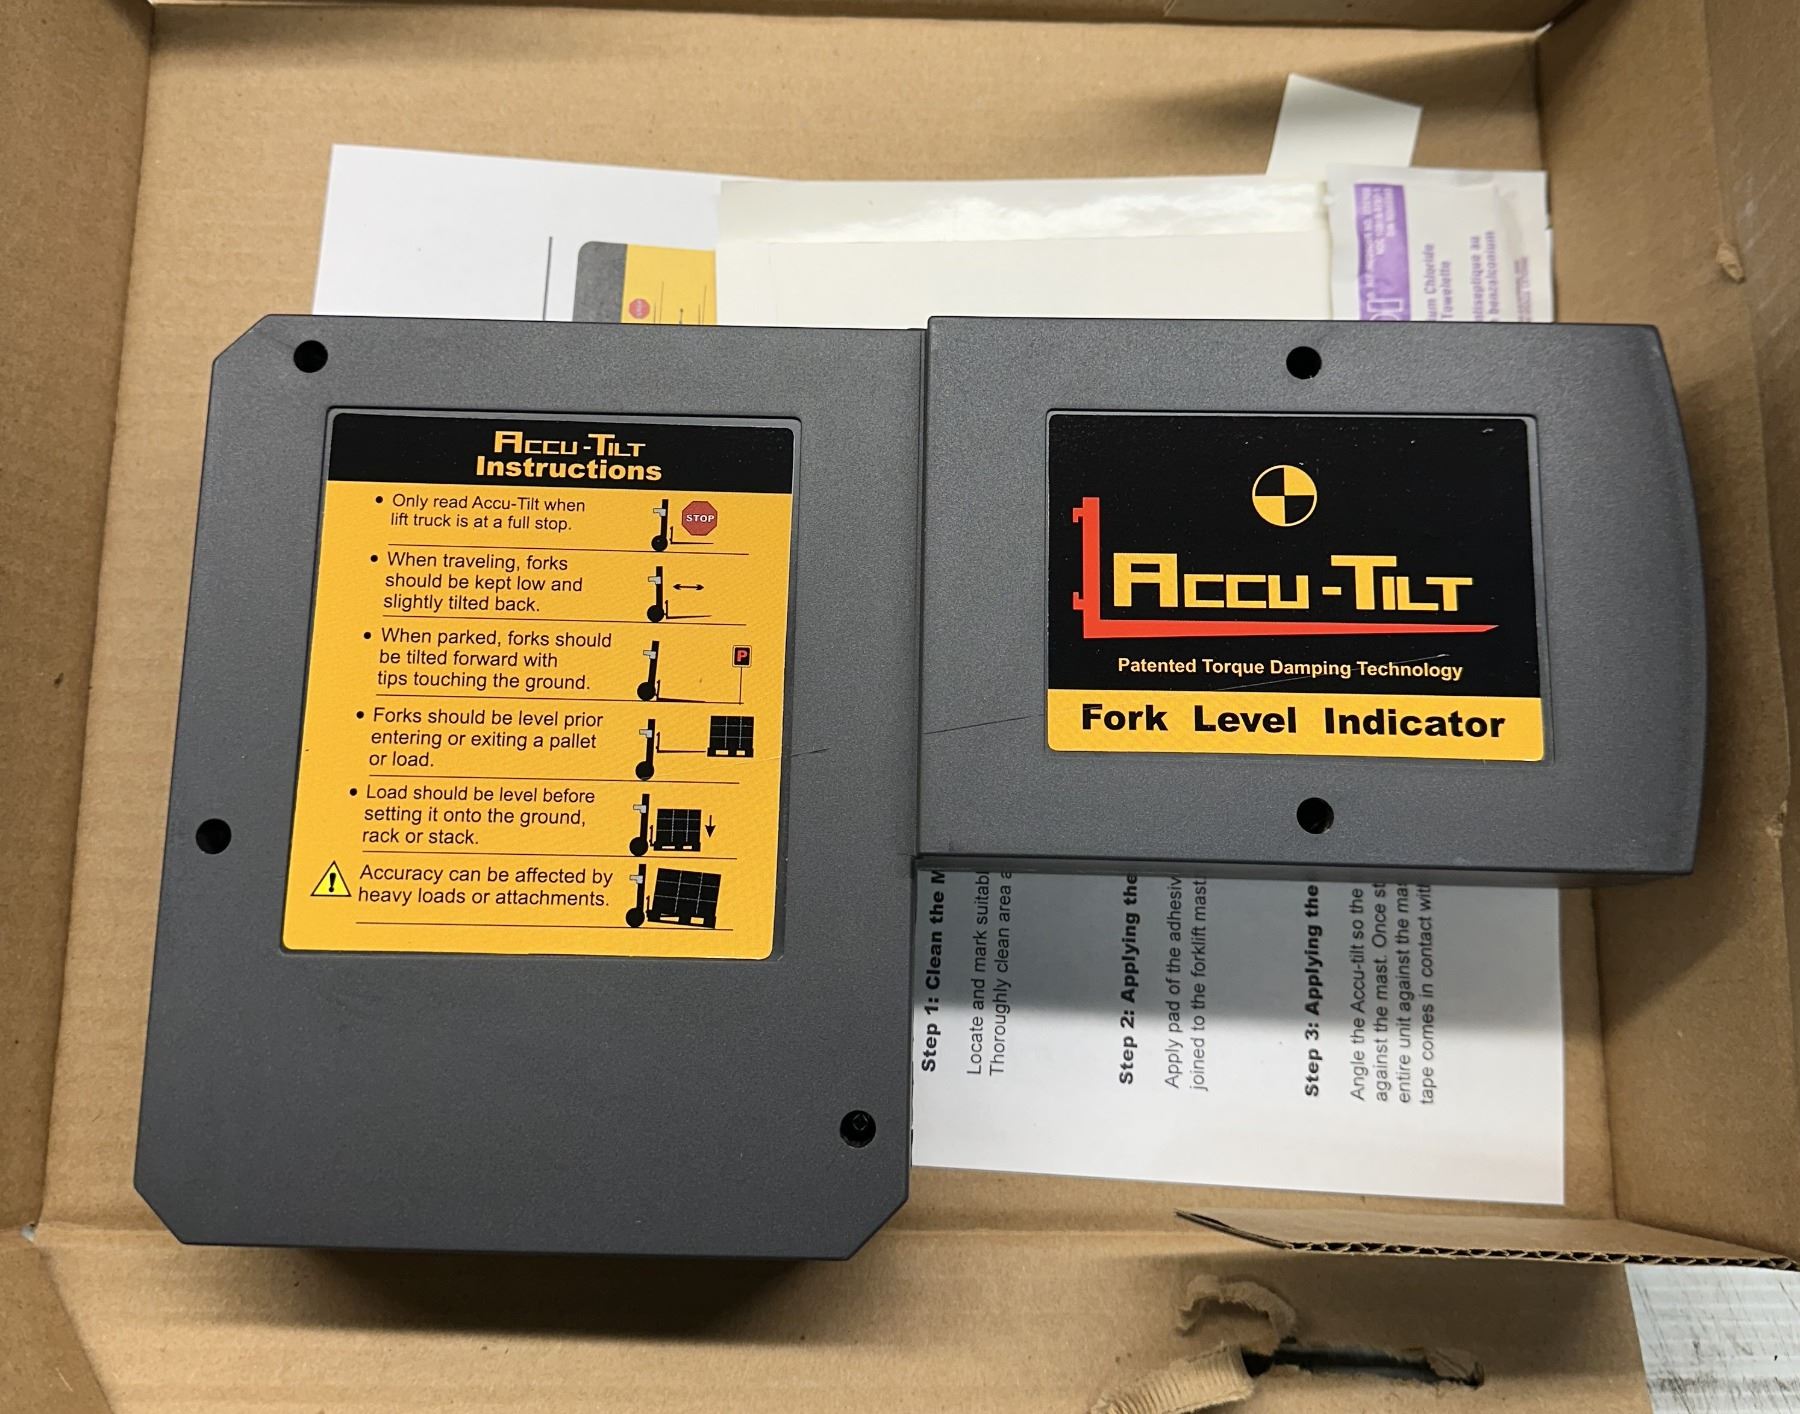 Accu-Tilt
Instructions
• Only read Accu-Tilt when
lift truck is at a full stop.
STOP
• When traveling, forks
should be kept low and
slightly tilted back.
• When parked, forks should
be tilted forward with
tips touching the ground.
P
• Forks should be level prior
entering or exiting a pallet
or load.
• Load should be level before
setting it onto the ground,
rack or stack.
! Accuracy can be affected by
heavy loads or attachments.
Accu-Tilt
Patented Torque Damping Technology
Fork Level Indicator
Chloride
Towelette
benzalconium
Step 1: Clean the
Locate and mark
Thoroughly clean area
Step 2: Applying the
Apply pad of the
joined to the forklift mast.
Step 3: Applying the
Angle the Accu-tilt so the
against the mast. Once
entire unit against the
tape comes in contact